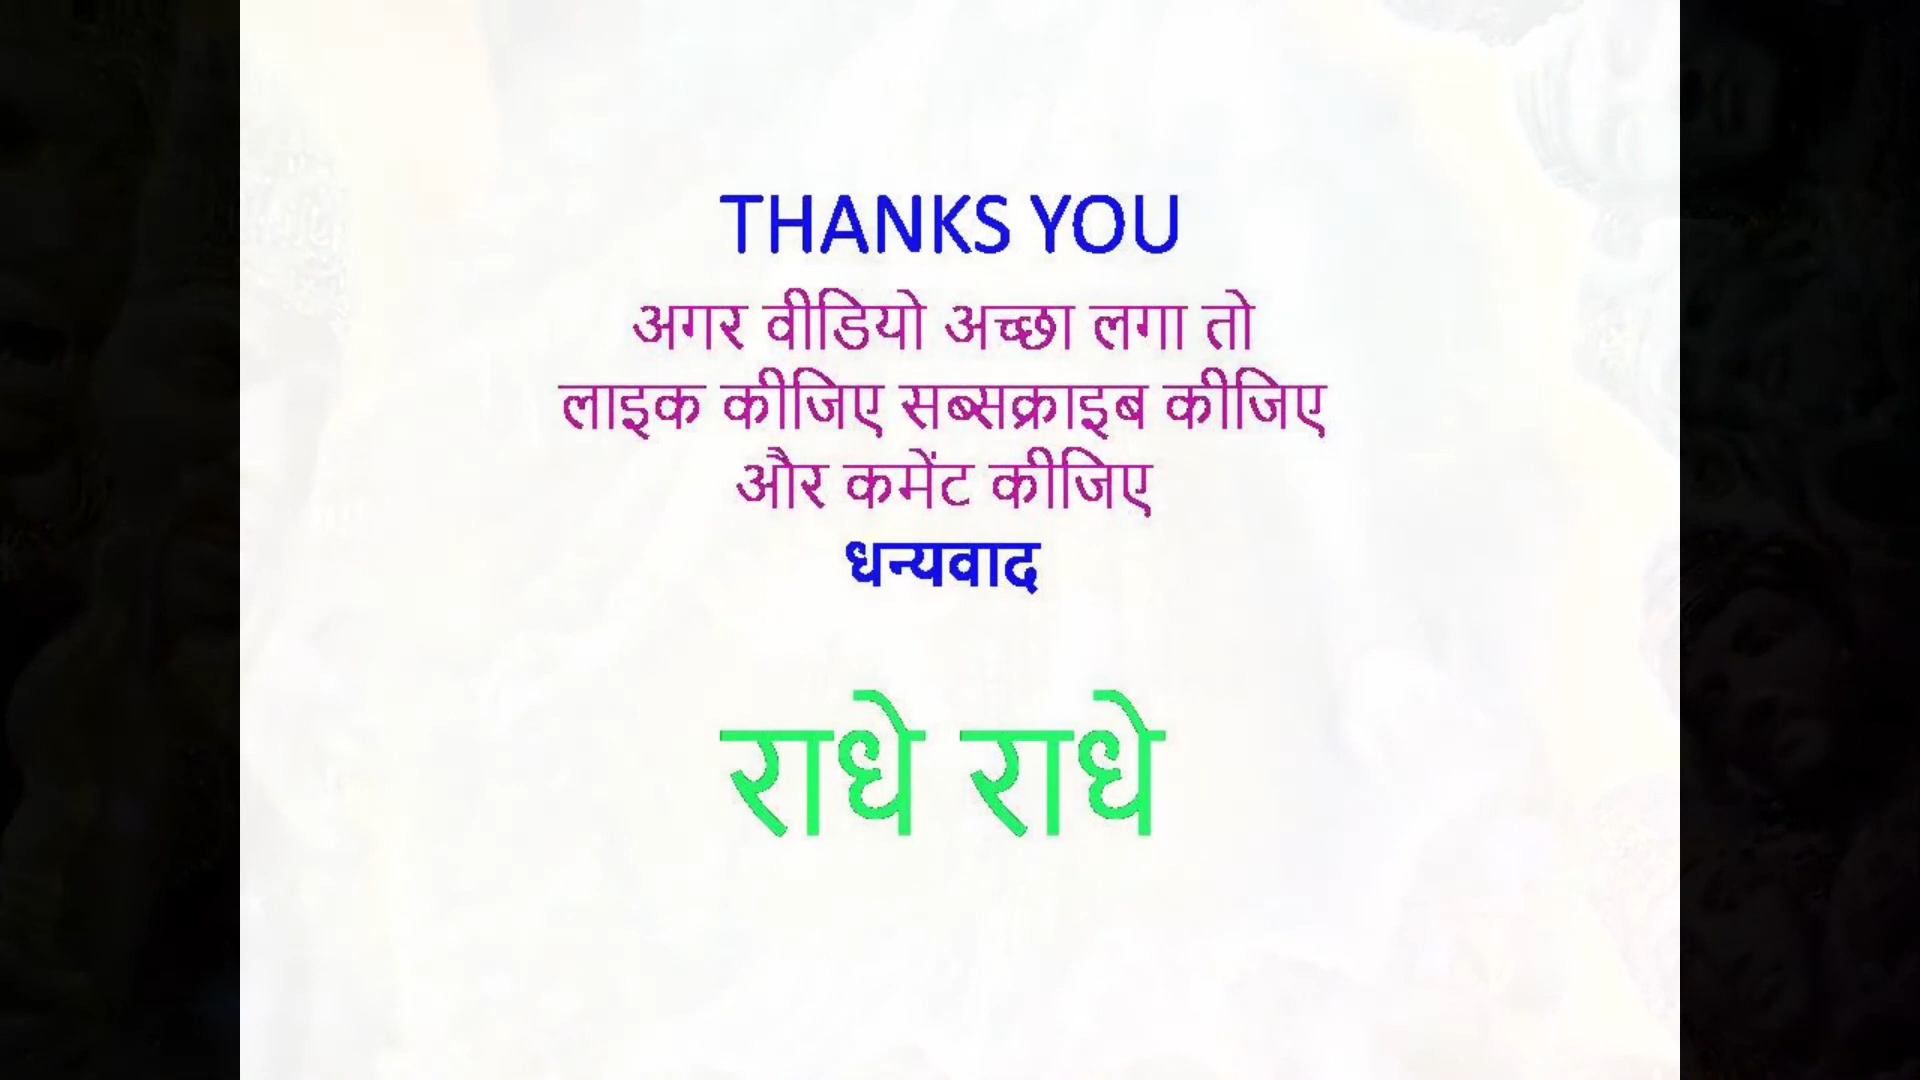 THANKS YOU
अगर वीडियो अच्छा लगा तो
लाइक कीजिए सब्सक्राइब कीजिए
और कमेंट कीजिए
धन्यवाद
राधे राधे